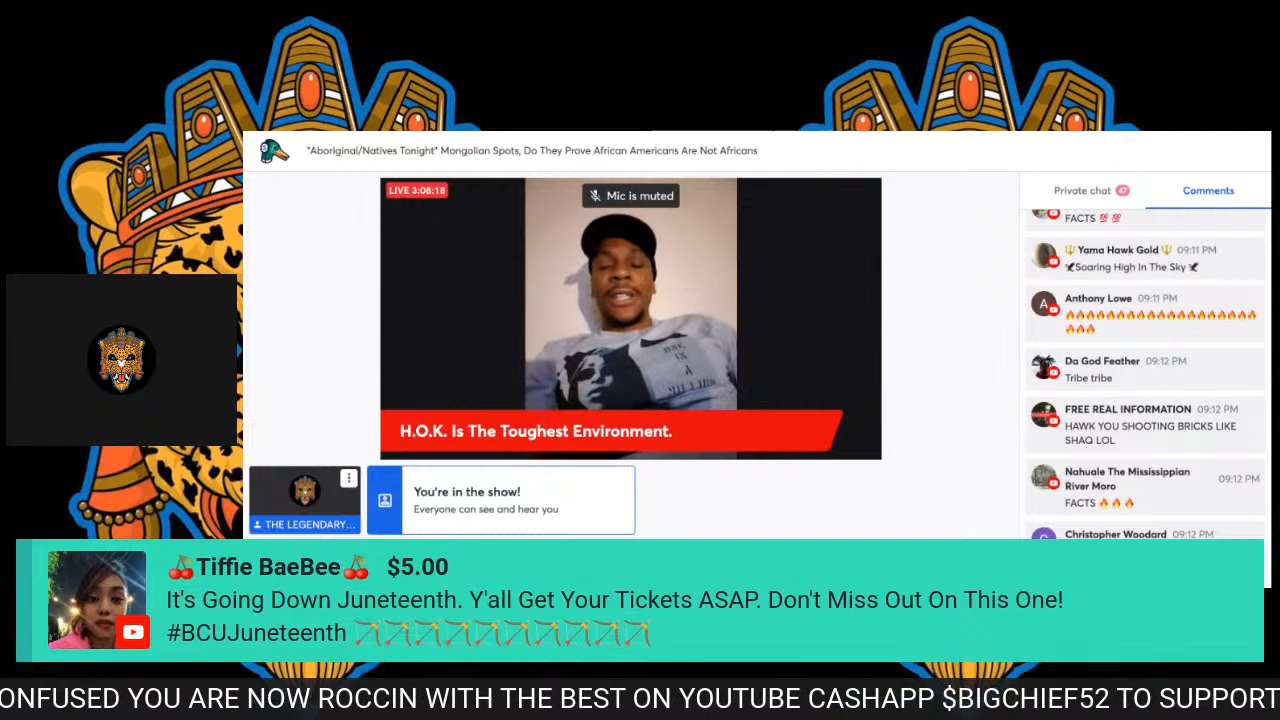 "Aboriginal/Natives Tonight" Mongolian Spots, Do They Prove African Americans Are Not Africans
LIVE 3:08:18
Mic is muted
H.O.K. Is The Toughest Environment.
THE LEGENDARY...
You're in the show!
Everyone can see and hear you
Private chat 47
Comments
FACTS 💯 💯
🔱Yama Hawk Gold🔱 09:11 PM
🦅Soaring High In The Sky🦅
A
Anthony Lowe 09:11 PM
🔥🔥🔥🔥🔥🔥🔥🔥🔥🔥🔥🔥🔥🔥🔥
🔥🔥🔥
Da God Feather 09:12 PM
Tribe tribe
FREE REAL INFORMATION 09:12 PM
HAWK YOU SHOOTING BRICKS LIKE
SHAQ LOL
Nahuale The Mississippian
River Moro 09:12 PM
FACTS 🔥 🔥 🔥
Christopher Woodard 09:12 PM
🍒Tiffie BaeBee🍒 $5.00
It's Going Down Juneteenth. Y'all Get Your Tickets ASAP. Don't Miss Out On This One!
#BCUJuneteenth 🏹🏹🏹🏹🏹🏹🏹🏹🏹🏹
ONFUSED YOU ARE NOW ROCCIN WITH THE BEST ON YOUTUBE CASHAPP $BIGCHIEF52 TO SUPPORT